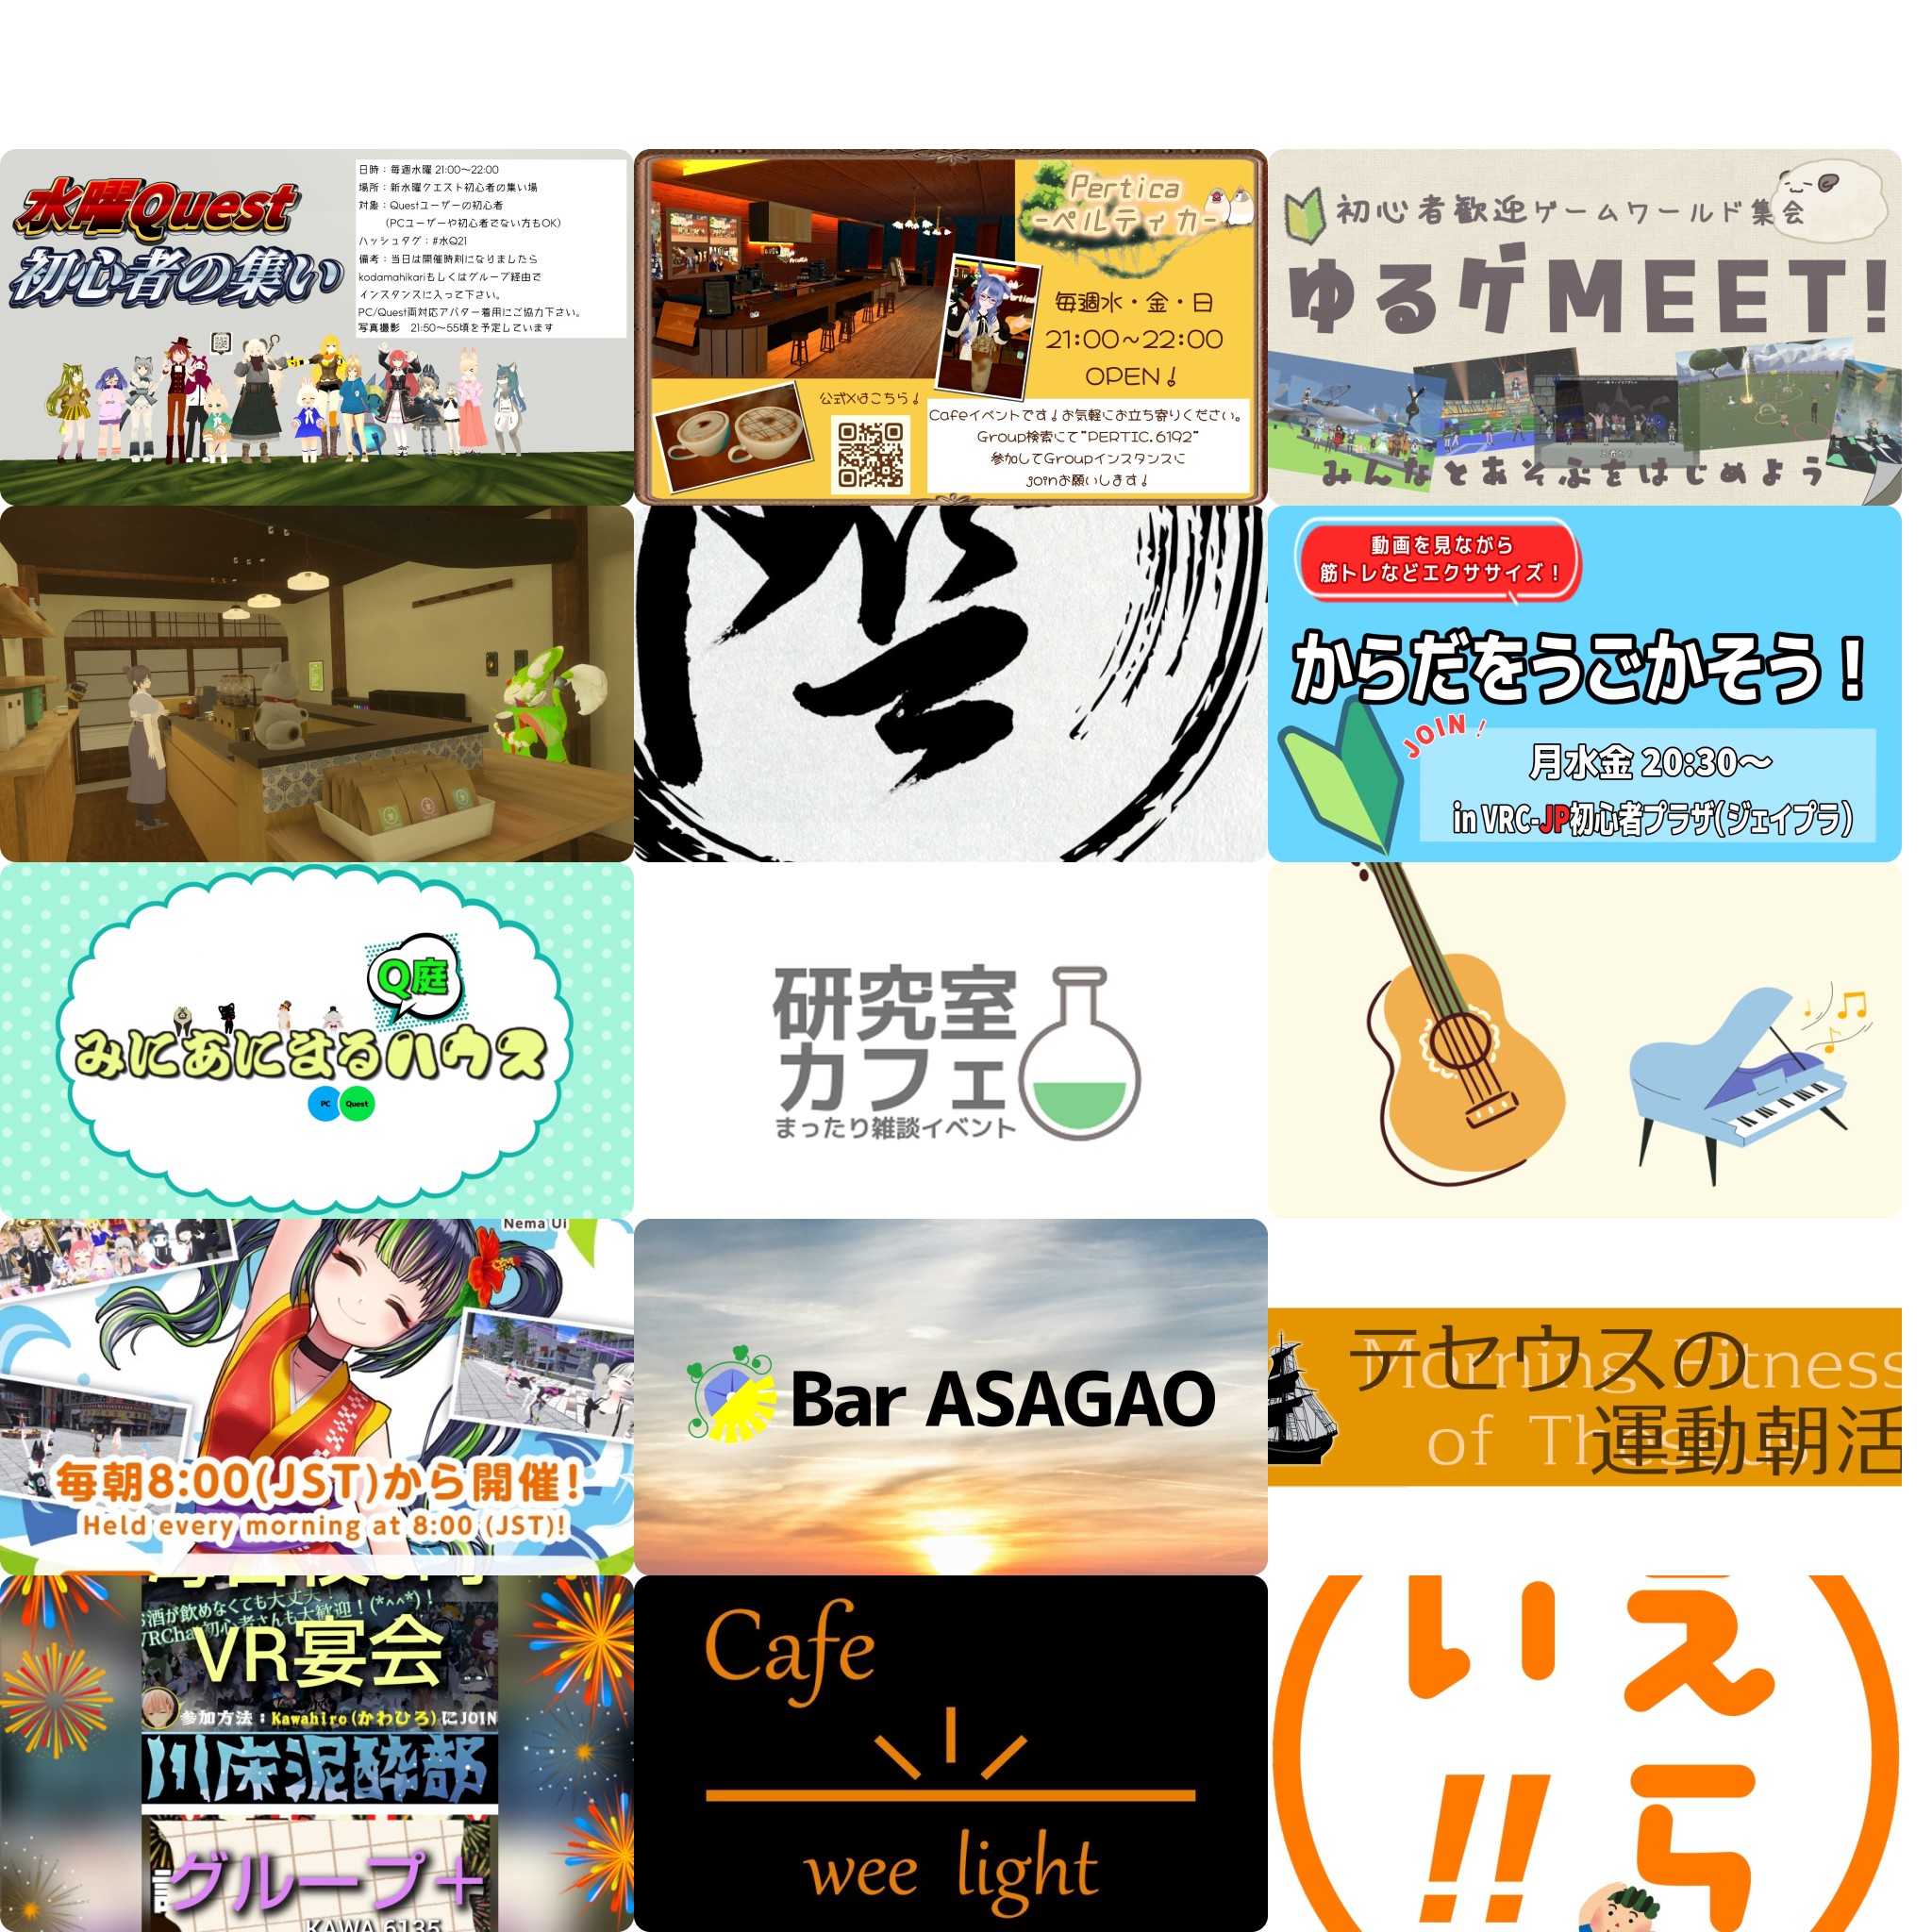 水曜Quest
初心者の集い
日時：毎週水曜 21:00～22:00
場所：新水曜クエスト初心者の集い場
対象：Questユーザーの初心者
（PCユーザーや初心者でない方もOK）
ハッシュタグ：#水Q21
備考：当日は開催時刻になりましたら
kodamahikariもしくはグループ経由で
インスタンスに入って下さい。
PC/Quest両対応アバター着用にご協力下さい。
写真撮影　21:50～55頃を予定しています
Pertica
-ペルティカ-
毎週水・金・日
21:00～22:00
OPEN！
公式Xはこちら！
Cafeイベントです！お気軽にお立ち寄りください。
Group検索にて"PERTIC.6192"
参加してGroupインスタンスに
joinお願いします！
初心者歓迎ゲームワールド集会
ゆるゲMEET!
みんなとあそぶをはじめよう
動画を見ながら
筋トレなどエクササイズ！
からだをうごかそう！
JOIN！
月水金 20:30～
in VRC-JP初心者プラザ(ジェイプラ)
Q庭
みにあにまるハウス
PC Quest
研究室
カフェ
まったり雑談イベント
Nema Ui
毎朝8:00(JST)から開催!
Held every morning at 8:00 (JST)!
Bar ASAGAO
テセウスの
Morning Fitness
of
運動朝活
お酒が飲めなくても大丈夫！
VRChat初心者さんも大歓迎！(*^^*)！
VR宴会
参加方法：Kawahiro(かわひろ)にJOIN
川床泥酔部
グループ+
KAWA.6135
Cafe
wee light
いえ
!!ら